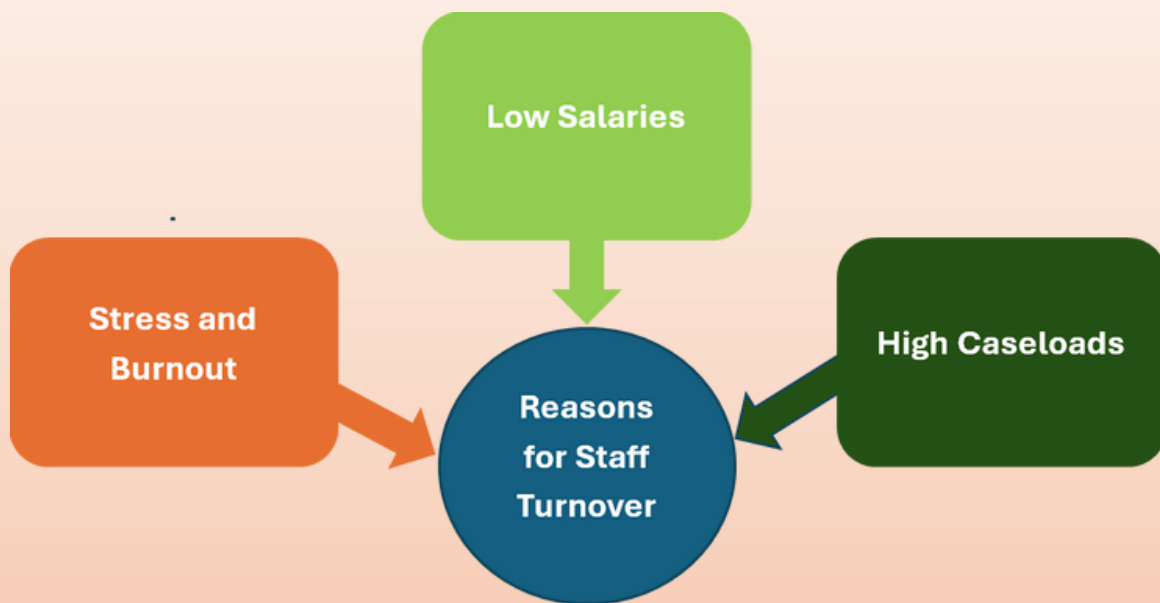 Low Salaries
Stress and
Burnout
High Caseloads
Reasons
for Staff
Turnover